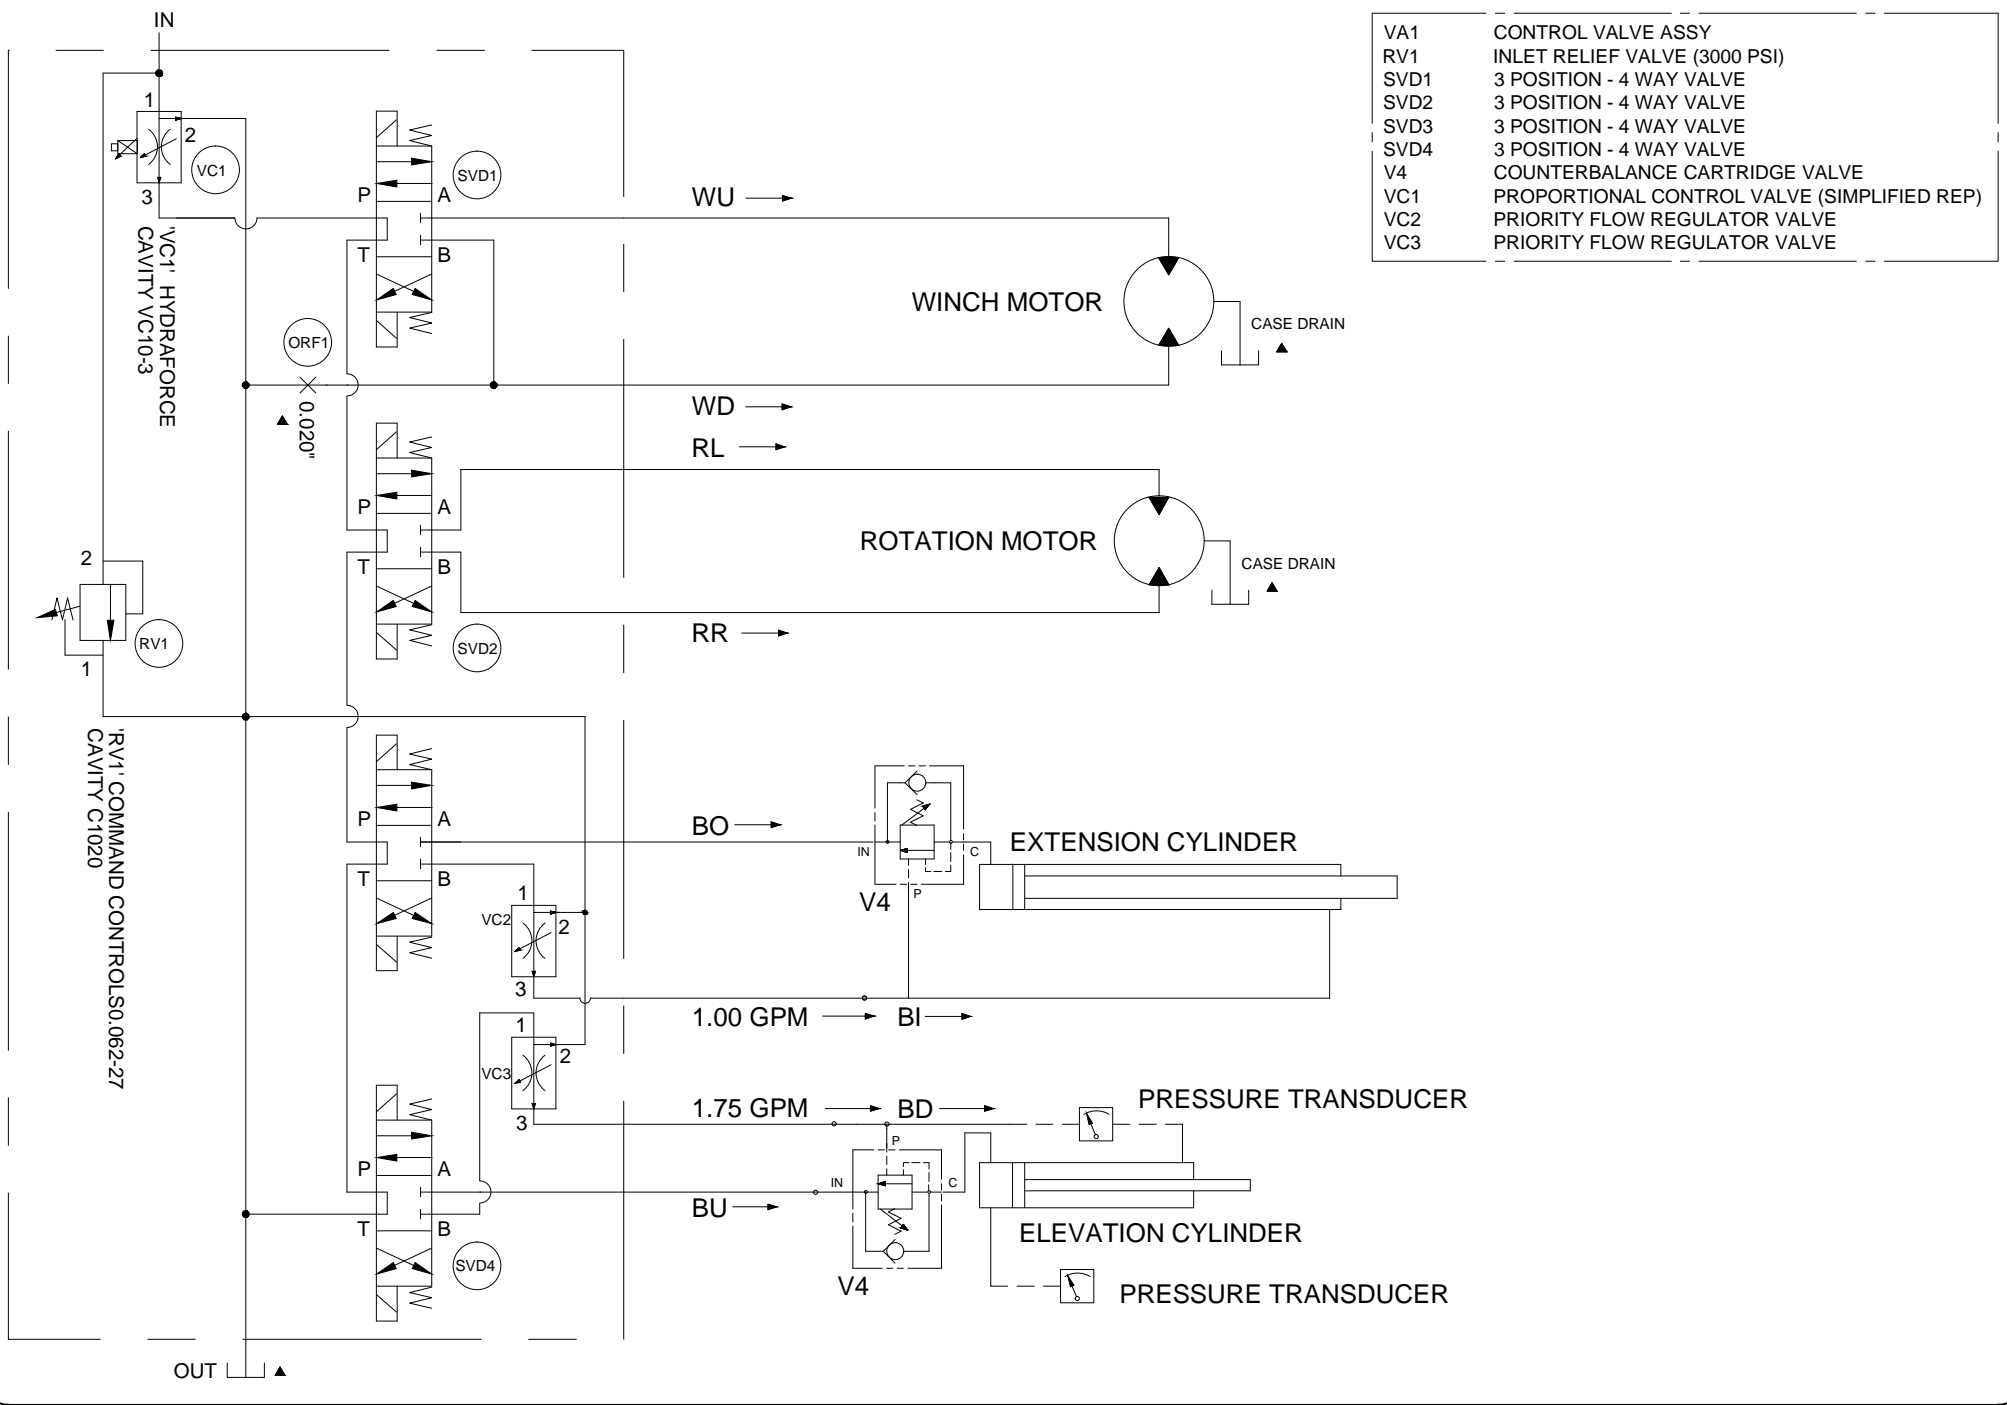 IN
VA1 CONTROL VALVE ASSY
RV1 INLET RELIEF VALVE (3000 PSI)
SVD1 3 POSITION - 4 WAY VALVE
SVD2 3 POSITION - 4 WAY VALVE
SVD3 3 POSITION - 4 WAY VALVE
SVD4 3 POSITION - 4 WAY VALVE
V4 COUNTERBALANCE CARTRIDGE VALVE
VC1 PROPORTIONAL CONTROL VALVE (SIMPLIFIED REP)
VC2 PRIORITY FLOW REGULATOR VALVE
VC3 PRIORITY FLOW REGULATOR VALVE
1
2
VC1
3
'VC1' HYDRAFORCE
CAVITY VC10-3
P
A
SVD1
T
B
WU
WINCH MOTOR
CASE DRAIN
ORF1
0.020"
WD
RL
P
A
T
B
SVD2
ROTATION MOTOR
CASE DRAIN
RR
2
RV1
1
'RV1' COMMAND CONTROLS0.062-27
CAVITY C1020
P
A
T
B
BO
IN
C
P
V4
EXTENSION CYLINDER
1
VC2
2
3
1.00 GPM
BI
1
2
VC3
3
1.75 GPM
BD
PRESSURE TRANSDUCER
P
A
T
B
SVD4
P
IN
C
BU
V4
ELEVATION CYLINDER
PRESSURE TRANSDUCER
OUT